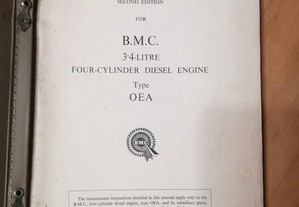 SECOND EDITION
FOR
B.M.C.
3·4-LITRE
FOUR-CYLINDER DIESEL ENGINE
Type
OEA
BMC
The maintenance instructions detailed in this manual apply only to the
B.M.C. four-cylinder diesel engine, type OEA, and its subsidiary parts,